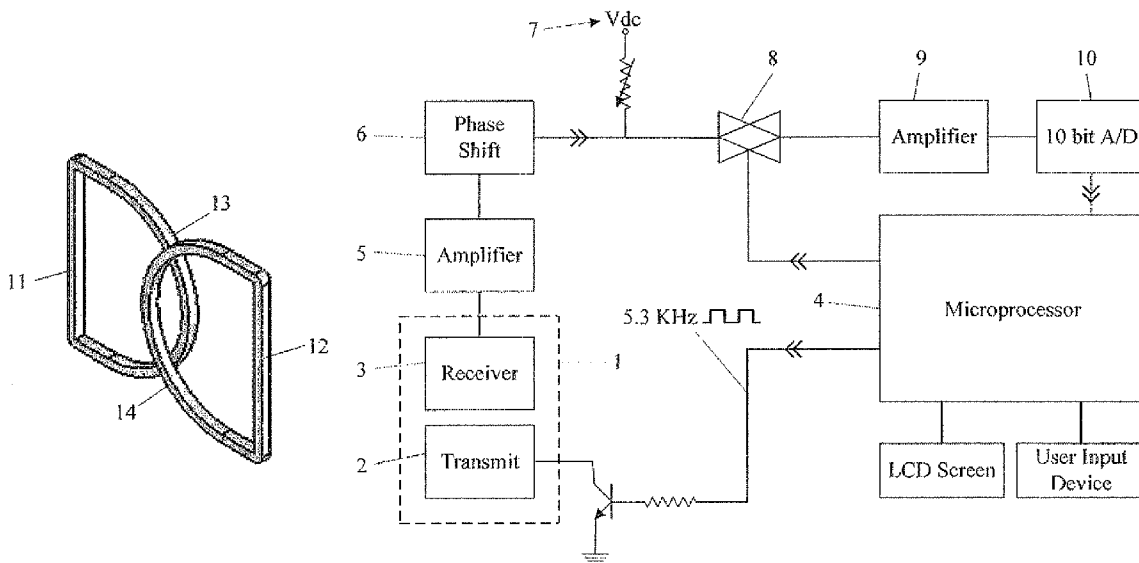 7
Vdc
8
9
10
6
Phase
Shift
Amplifier
10 bit A/D
13
5
Amplifier
11
4
Microprocessor
5.3 KHz
12
3
Receiver
1
14
2
Transmit
LCD Screen
User Input
Device